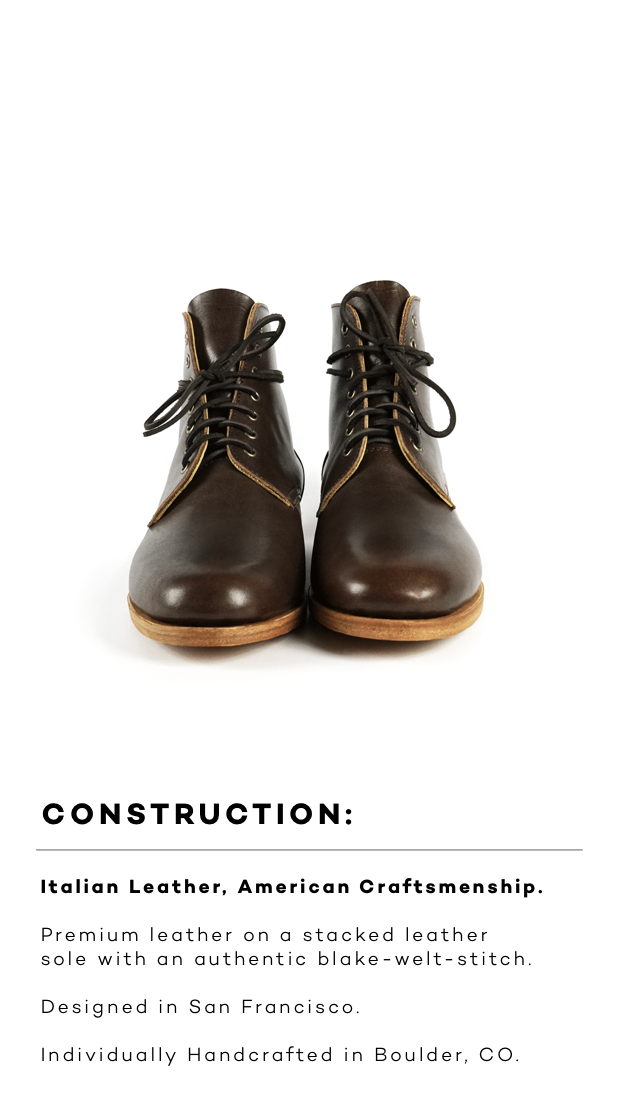 CONSTRUCTION:
Italian Leather, American Craftsmenship.
Premium leather on a stacked leather
sole with an authentic blake-welt-stitch.
Designed in San Francisco.
Individually Handcrafted in Boulder, CO.